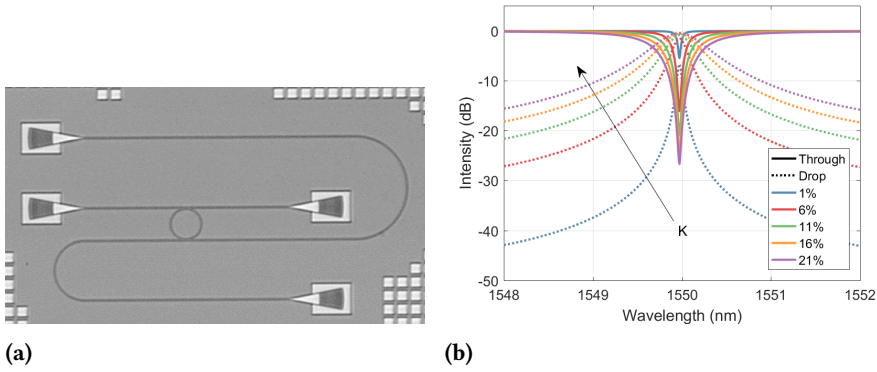 0
-10
-20
-30
-40
-50
Intensity (dB)
1548
1549
1550
1551
1552
Wavelength (nm)
K
Through
Drop
1%
6%
11%
16%
21%
(a)
(b)